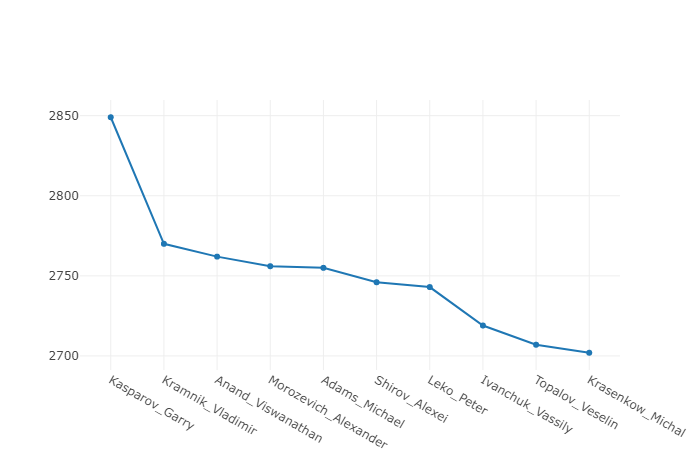 2850
2800
2750
2700
Kasparov_Garry
Kramnik_Vladimir
Anand_Viswanathan
Morozevich_Alexander
Adams_Michael
Shirov_Alexei
Leko_Peter
Ivanchuk_Vassily
Topalov_Veselin
Krasenkow_Michal